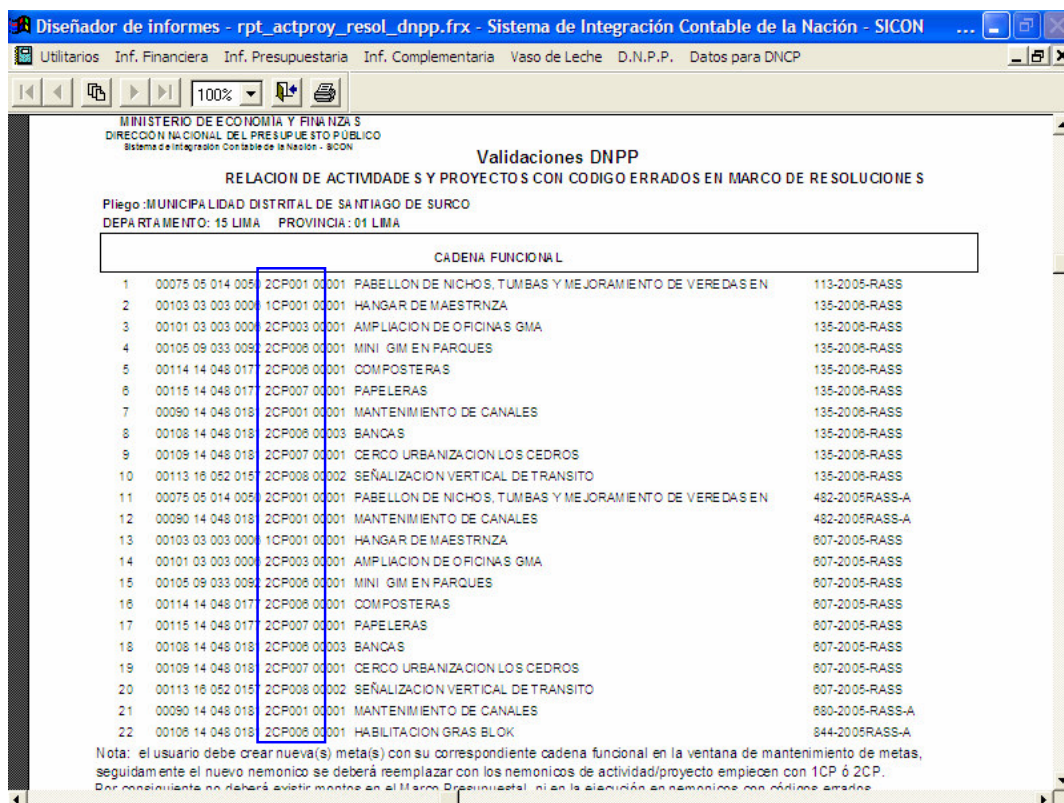 Diseñador de informes - rpt_actproy_resol_dnpp.frx - Sistema de Integración Contable de la Nación - SICON ...
Utilitarios Inf. Financiera Inf. Presupuestaria Inf. Complementaria Vaso de Leche D.N.P.P. Datos para DNCP
100%
MINISTERIO DE ECONOMIA Y FINANZAS
DIRECCION NACIONAL DEL PRESUPUESTO PÚBLICO
Sistema de Integración Contable de la Nación - SICON
Validaciones DNPP
RELACION DE ACTIVIDADES Y PROYECTOS CON CODIGO ERRADOS EN MARCO DE RESOLUCIONES
Pliego :MUNICIPALIDAD DISTRITAL DE SANTIAGO DE SURCO
DEPARTAMENTO: 15 LIMA PROVINCIA: 01 LIMA
CADENA FUNCIONAL
1 00075 05 014 0050 2CP001 00001 PABELLON DE NICHOS, TUMBAS Y MEJORAMIENTO DE VEREDAS EN 113-2005-RASS
2 00103 03 003 0006 1CP001 00001 HANGAR DE MAESTRNZA 135-2006-RASS
3 00101 03 003 0006 2CP003 00001 AMPLIACION DE OFICINAS GMA 135-2006-RASS
4 00105 09 033 0092 2CP006 00001 MINI GIM EN PARQUES 135-2006-RASS
5 00114 14 048 0177 2CP006 00001 COMPOSTERAS 135-2006-RASS
6 00115 14 048 0177 2CP007 00001 PAPELERAS 135-2006-RASS
7 00090 14 048 0181 2CP001 00001 MANTENIMIENTO DE CANALES 135-2006-RASS
8 00108 14 048 0181 2CP006 00003 BANCAS 135-2006-RASS
9 00109 14 048 0181 2CP007 00001 CERCO URBANIZACION LOS CEDROS 135-2006-RASS
10 00113 16 052 0157 2CP008 00002 SEÑALIZACION VERTICAL DE TRANSITO 135-2006-RASS
11 00075 05 014 0050 2CP001 00001 PABELLON DE NICHOS, TUMBAS Y MEJORAMIENTO DE VEREDAS EN 482-2005RASS-A
12 00090 14 048 0181 2CP001 00001 MANTENIMIENTO DE CANALES 482-2005RASS-A
13 00103 03 003 0006 1CP001 00001 HANGAR DE MAESTRNZA 607-2005-RASS
14 00101 03 003 0006 2CP003 00001 AMPLIACION DE OFICINAS GMA 607-2005-RASS
15 00105 09 033 0092 2CP006 00001 MINI GIM EN PARQUES 607-2005-RASS
16 00114 14 048 0177 2CP006 00001 COMPOSTERAS 607-2005-RASS
17 00115 14 048 0177 2CP007 00001 PAPELERAS 607-2005-RASS
18 00108 14 048 0181 2CP006 00003 BANCAS 607-2005-RASS
19 00109 14 048 0181 2CP007 00001 CERCO URBANIZACION LOS CEDROS 607-2005-RASS
20 00113 16 052 0157 2CP008 00002 SEÑALIZACION VERTICAL DE TRANSITO 607-2005-RASS
21 00090 14 048 0181 2CP001 00001 MANTENIMIENTO DE CANALES 680-2005-RASS-A
22 00106 14 048 0181 2CP006 00001 HABILITACION GRAS BLOK 844-2005RASS-A
Nota: el usuario debe crear nueva(s) meta(s) con su correspondiente cadena funcional en la ventana de mantenimiento de metas,
seguidamente el nuevo nemonico se deberá reemplazar con los nemonicos de actividad/proyecto empiecen con 1CP ó 2CP.
Por consiguiente no deberá existir montos en el Marco Presupuestal, ni en la ejecución en nemonicos con códigos errados